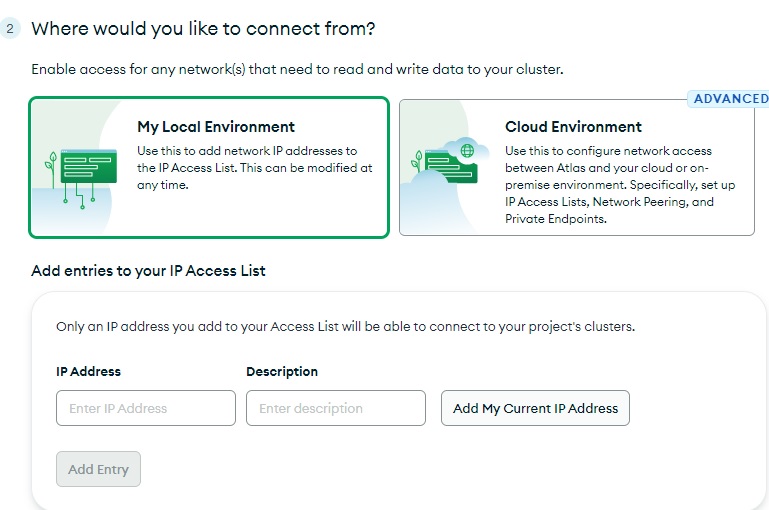 2
Where would you like to connect from?
Enable access for any network(s) that need to read and write data to your cluster.
My Local Environment
Use this to add network IP addresses to
the IP Access List. This can be modified at
any time.
ADVANCED
Cloud Environment
Use this to configure network access
between Atlas and your cloud or on-
premise environment. Specifically, set up
IP Access Lists, Network Peering, and
Private Endpoints.
Add entries to your IP Access List
Only an IP address you add to your Access List will be able to connect to your project's clusters.
IP Address
Description
Enter IP Address
Enter description
Add My Current IP Address
Add Entry